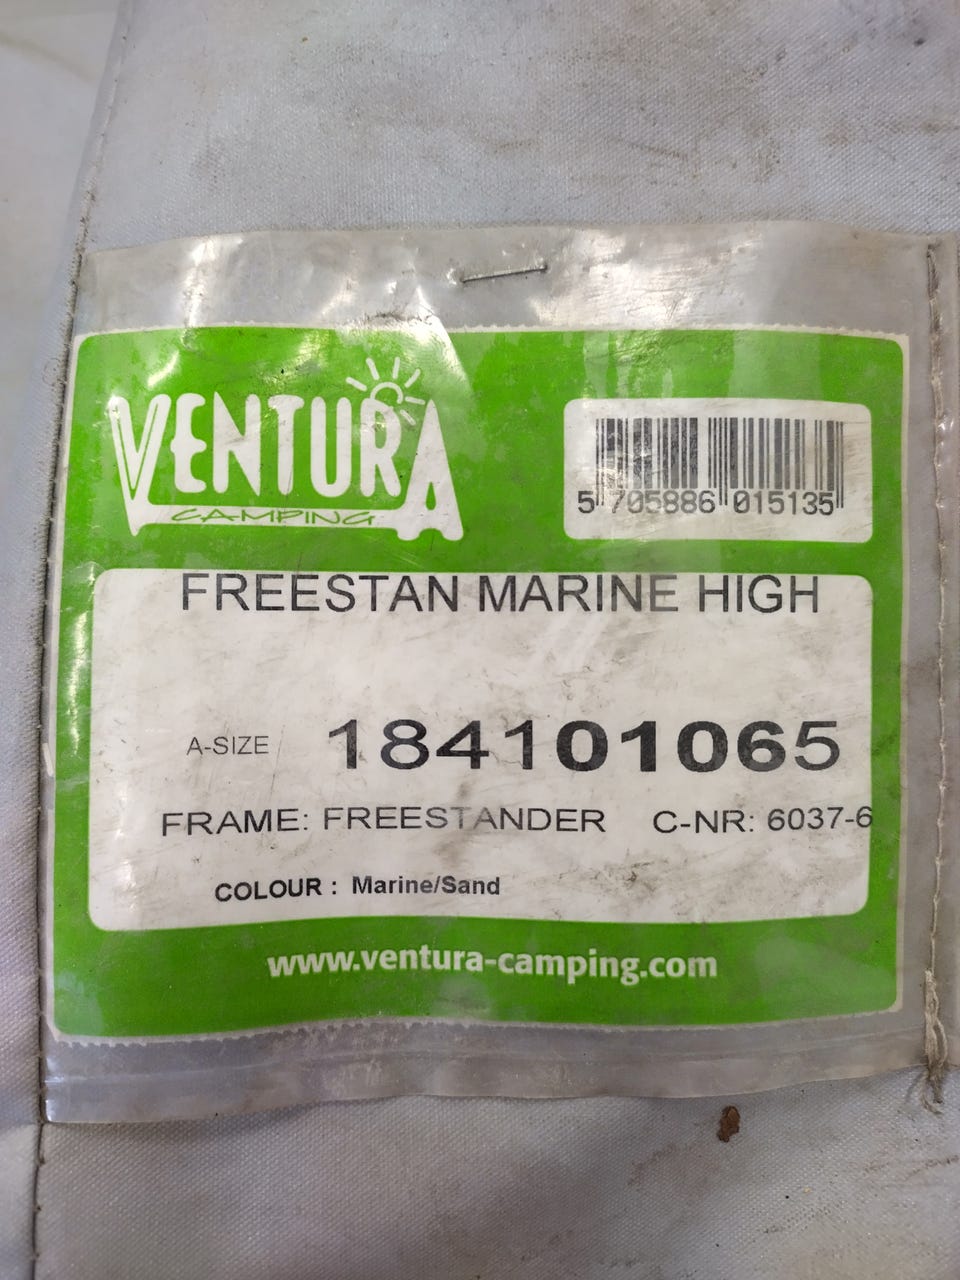 VENTURA
CAMPING
5 705886 015135
FREESTAN MARINE HIGH
A-SIZE 184101065
FRAME: FREESTANDER C-NR: 6037-6
COLOUR : Marine/Sand
www.ventura-camping.com